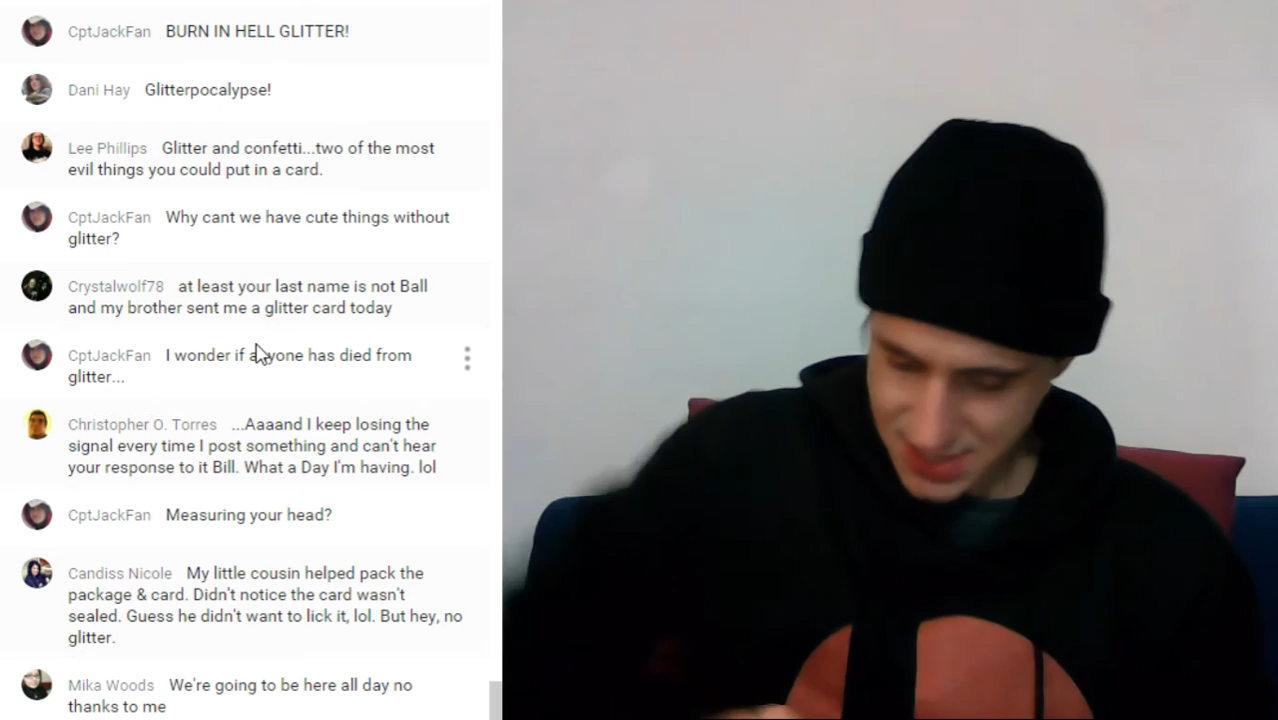 CptJackFan BURN IN HELL GLITTER!
Dani Hay Glitterpocalypse!
Lee Phillips Glitter and confetti...two of the most
evil things you could put in a card.
CptJackFan Why cant we have cute things without
glitter?
Crystalwolf78 at least your last name is not Ball
and my brother sent me a glitter card today
CptJackFan I wonder if anyone has died from
glitter...
Christopher O. Torres ...Aaaand I keep losing the
signal every time I post something and can't hear
your response to it Bill. What a Day I'm having. lol
CptJackFan Measuring your head?
Candiss Nicole My little cousin helped pack the
package & card. Didn't notice the card wasn't
sealed. Guess he didn't want to lick it, lol. But hey, no
glitter.
Mika Woods We're going to be here all day no
thanks to me